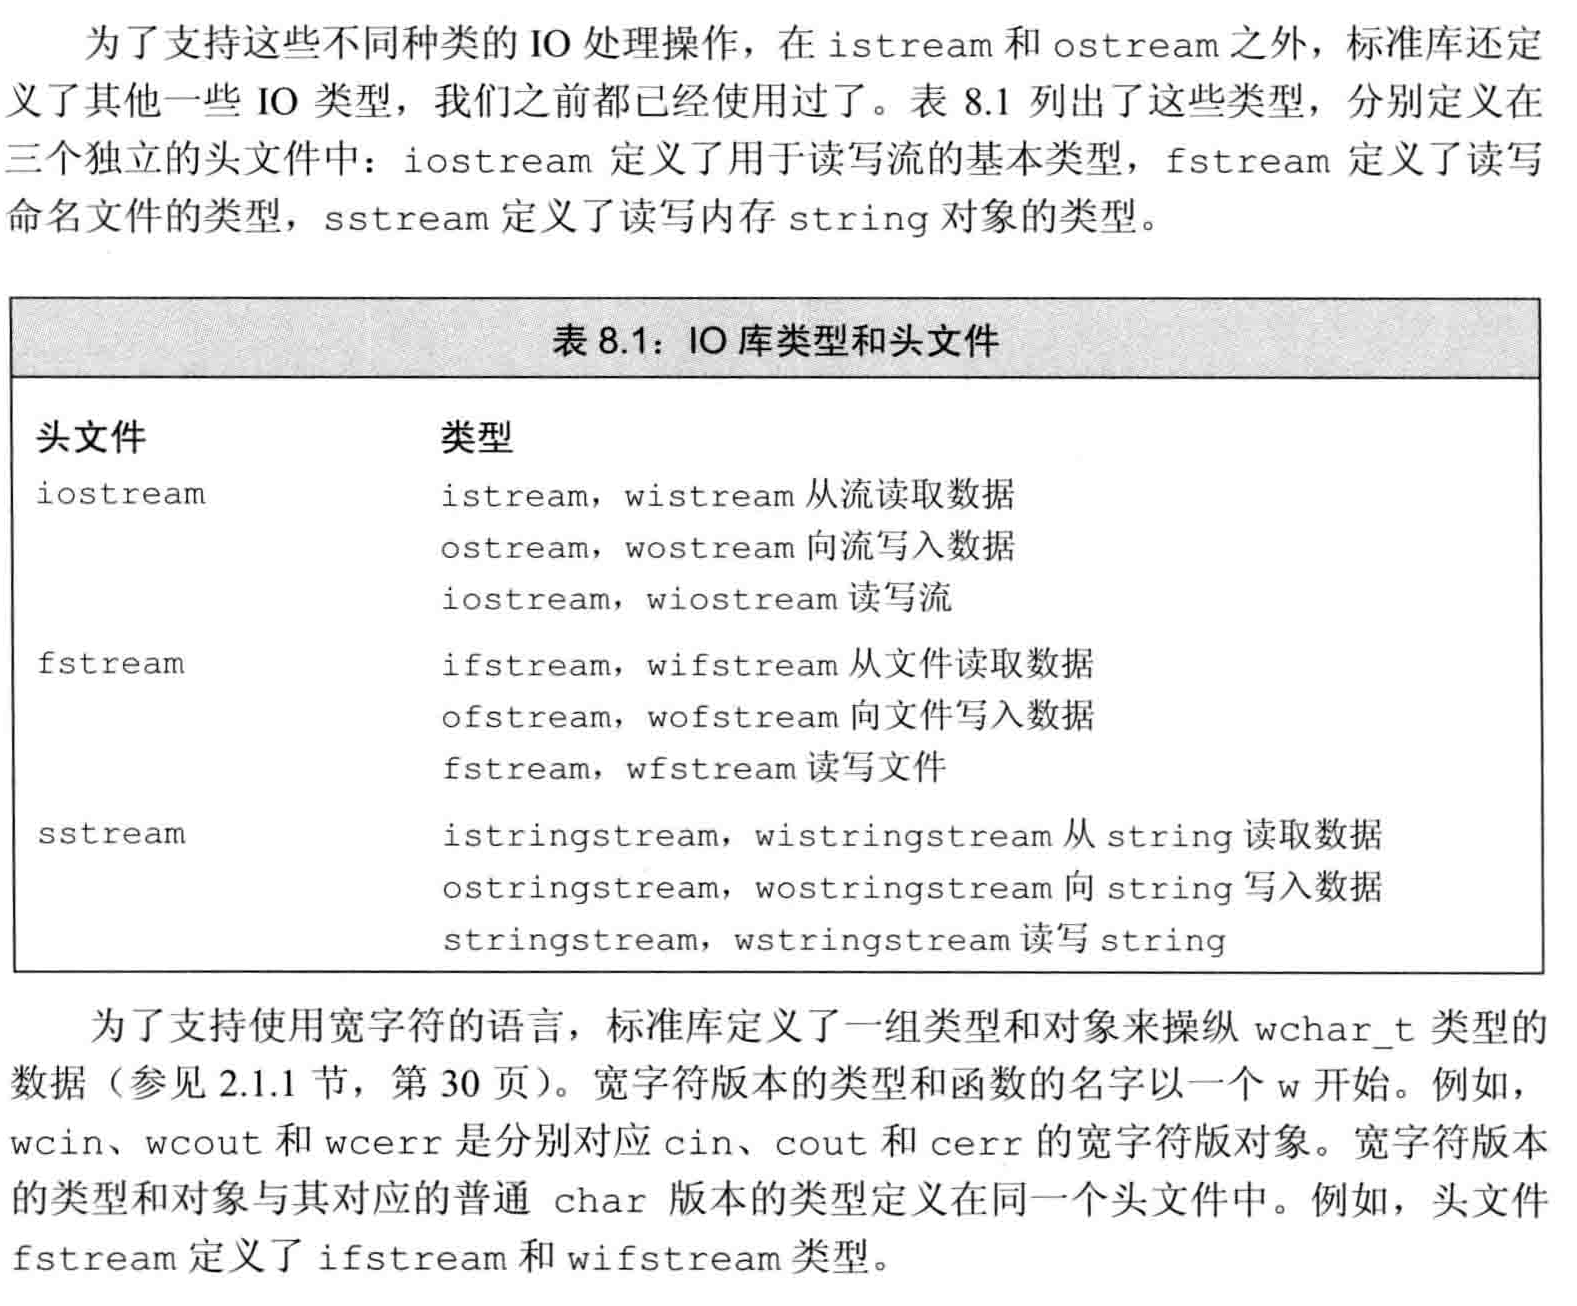 为了支持这些不同种类的 IO 处理操作，在 istream 和 ostream 之外，标准库还定
义了其他一些 IO 类型，我们之前都已经使用过了。表 8.1 列出了这些类型，分别定义在
三个独立的头文件中：iostream 定义了用于读写流的基本类型，fstream 定义了读写
命名文件的类型，sstream 定义了读写内存 string 对象的类型。
表 8.1：IO 库类型和头文件
头文件 类型
iostream istream，wistream 从流读取数据
ostream，wostream 向流写入数据
iostream，wiostream 读写流
fstream ifstream，wifstream 从文件读取数据
ofstream，wofstream 向文件写入数据
fstream，wfstream 读写文件
sstream istringstream，wistringstream 从 string 读取数据
ostringstream，wostringstream 向 string 写入数据
stringstream，wstringstream 读写 string
为了支持使用宽字符的语言，标准库定义了一组类型和对象来操纵 wchar_t 类型的
数据（参见 2.1.1 节，第 30 页）。宽字符版本的类型和函数的名字以一个 w 开始。例如，
wcin、wcout 和 wcerr 是分别对应 cin、cout 和 cerr 的宽字符版对象。宽字符版本
的类型和对象与其对应的普通 char 版本的类型定义在同一个头文件中。例如，头文件
fstream 定义了 ifstream 和 wifstream 类型。